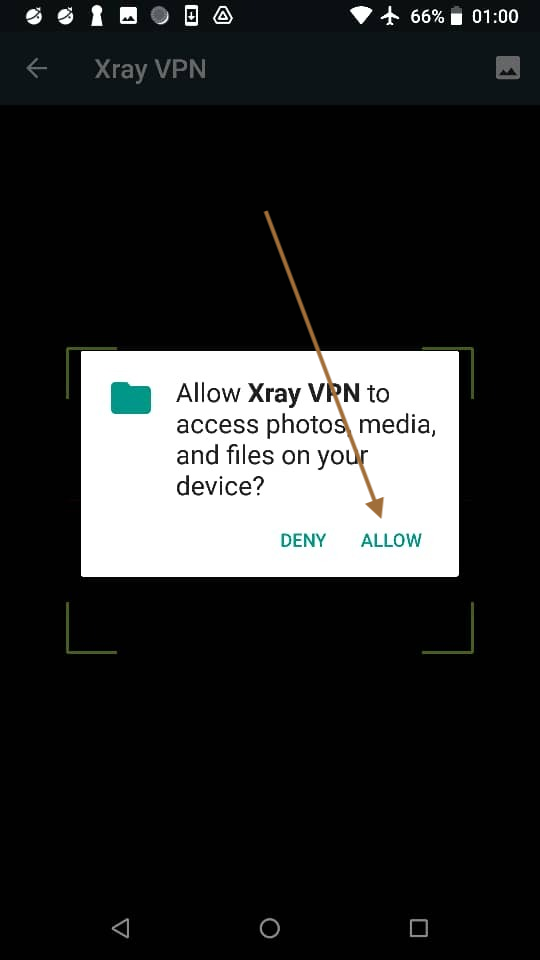 66% 01:00
Xray VPN
Allow Xray VPN to
access photos, media,
and files on your
device?
DENY ALLOW